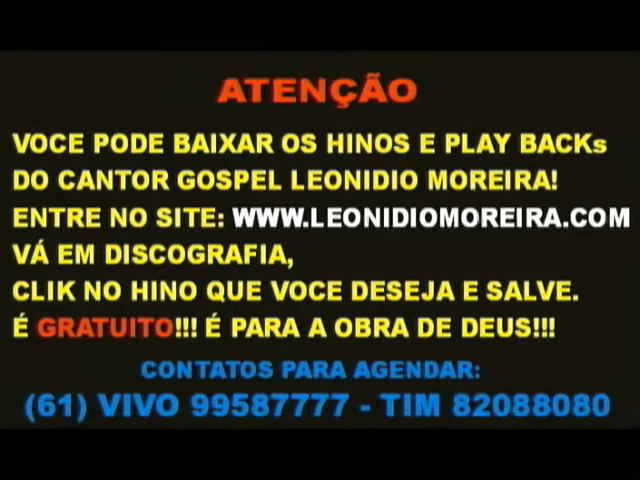 ATENÇÃO
VOCE PODE BAIXAR OS HINOS E PLAY BACKs
DO CANTOR GOSPEL LEONIDIO MOREIRA!
ENTRE NO SITE: WWW.LEONIDIOMOREIRA.COM
VÁ EM DISCOGRAFIA,
CLIK NO HINO QUE VOCE DESEJA E SALVE.
É GRATUITO!!! É PARA A OBRA DE DEUS!!!
CONTATOS PARA AGENDAR:
(61) VIVO 99587777 - TIM 82088080